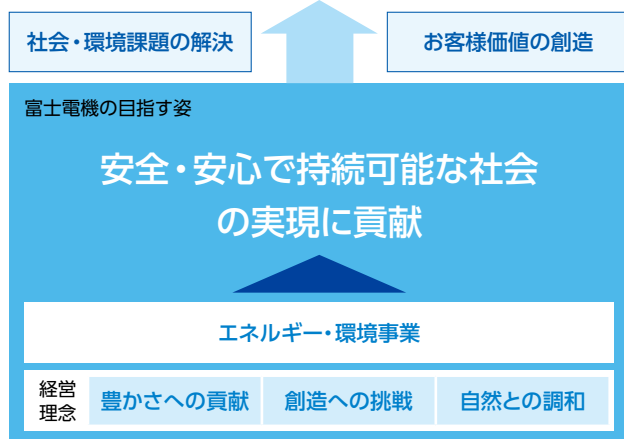 社会・環境課題の解決
お客様価値の創造
富士電機の目指す姿
安全・安心で持続可能な社会
の実現に貢献
エネルギー・環境事業
経営
理念
豊かさへの貢献
創造への挑戦
自然との調和